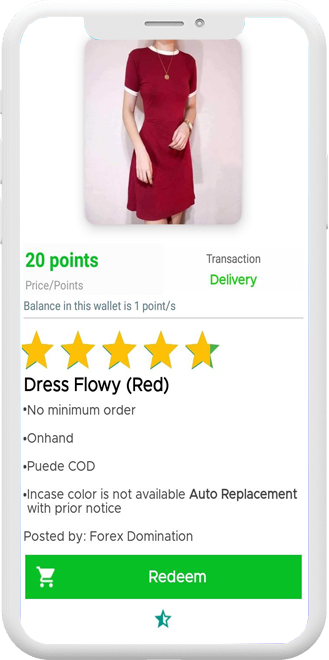 20 points
Transaction
Price/Points
Delivery
Balance in this wallet is 1 point/s
Dress Flowy (Red)
•No minimum order
•Onhand
•Puede COD
•Incase color is not available Auto Replacement
with prior notice
Posted by: Forex Domination
Redeem